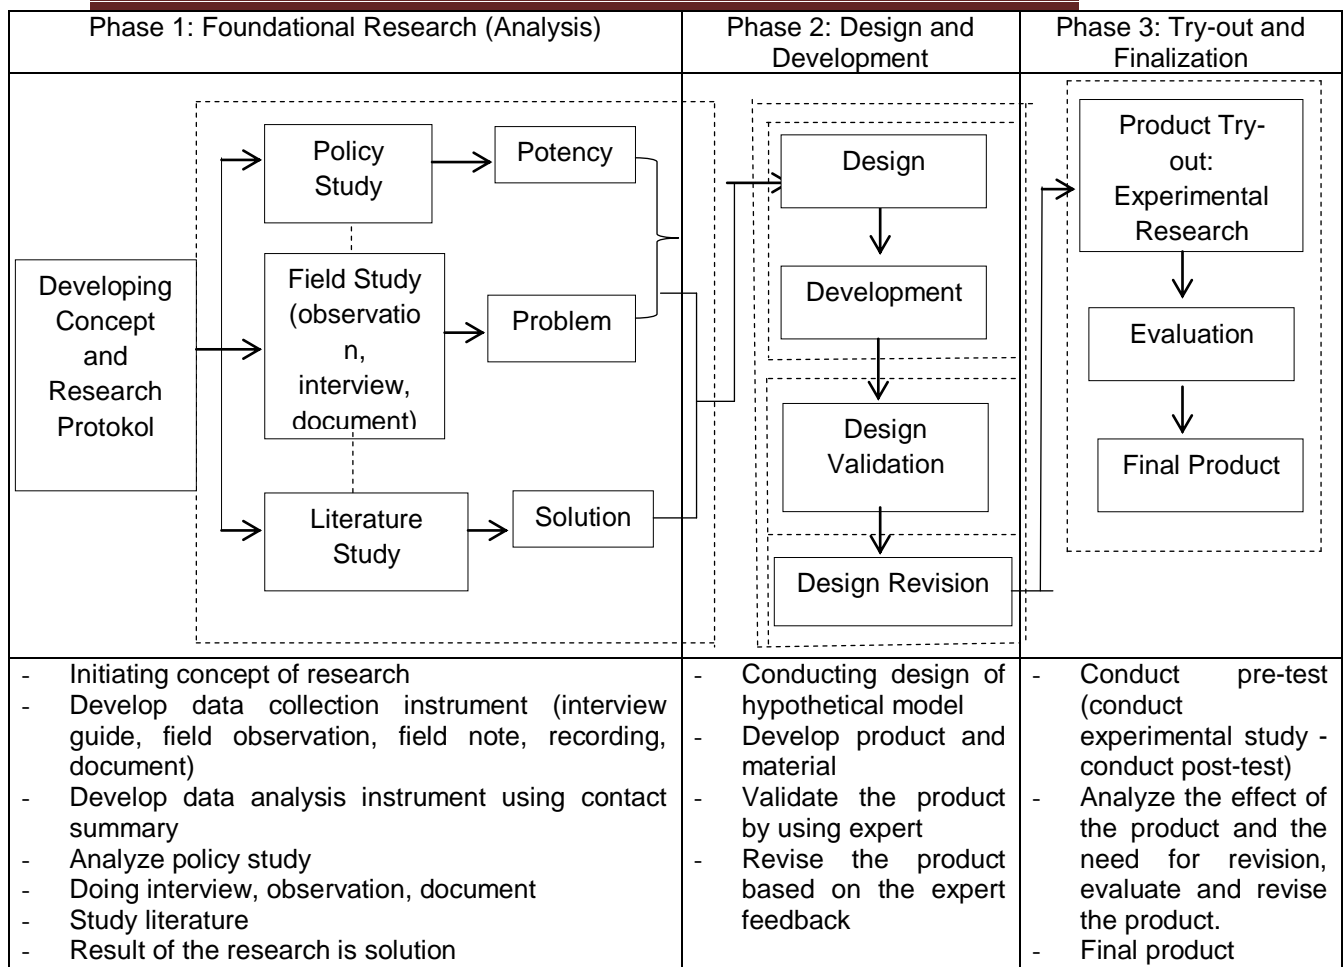 Phase 1: Foundational Research (Analysis)
Phase 2: Design and
Development
Phase 3: Try-out and
Finalization
Developing
Concept
and
Research
Protokol
Policy
Study
Potency
Field Study
(observatio
n,
interview,
document)
Problem
Literature
Study
Solution
Design
Development
Design
Validation
Design Revision
Product Try-
out:
Experimental
Research
Evaluation
Final Product
- Initiating concept of research
- Develop data collection instrument (interview
guide, field observation, field note, recording,
document)
- Develop data analysis instrument using contact
summary
- Analyze policy study
- Doing interview, observation, document
- Study literature
- Result of the research is solution
- Conducting design of
hypothetical model
- Develop product and
material
- Validate the product
by using expert
- Revise the product
based on the expert
feedback
- Conduct pre-test
(conduct
experimental study -
conduct post-test)
- Analyze the effect of
the product and the
need for revision,
evaluate and revise
the product.
- Final product